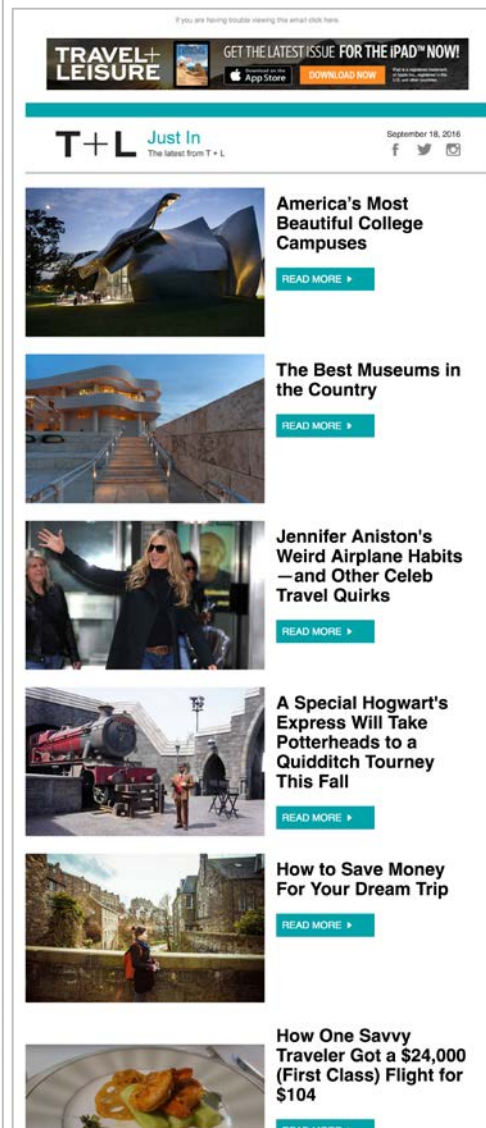 If you are having trouble viewing this email click here.
TRAVEL+
LEISURE
GET THE LATEST ISSUE FOR THE iPAD™ NOW!
Download on the
App Store
DOWNLOAD NOW
T+L
Just In
The latest from T + L
September 18, 2016
America's Most
Beautiful College
Campuses
READ MORE
The Best Museums in
the Country
READ MORE
Jennifer Aniston's
Weird Airplane Habits
—and Other Celeb
Travel Quirks
READ MORE
A Special Hogwart's
Express Will Take
Potterheads to a
Quidditch Tourney
This Fall
READ MORE
How to Save Money
For Your Dream Trip
READ MORE
How One Savvy
Traveler Got a $24,000
(First Class) Flight for
$104